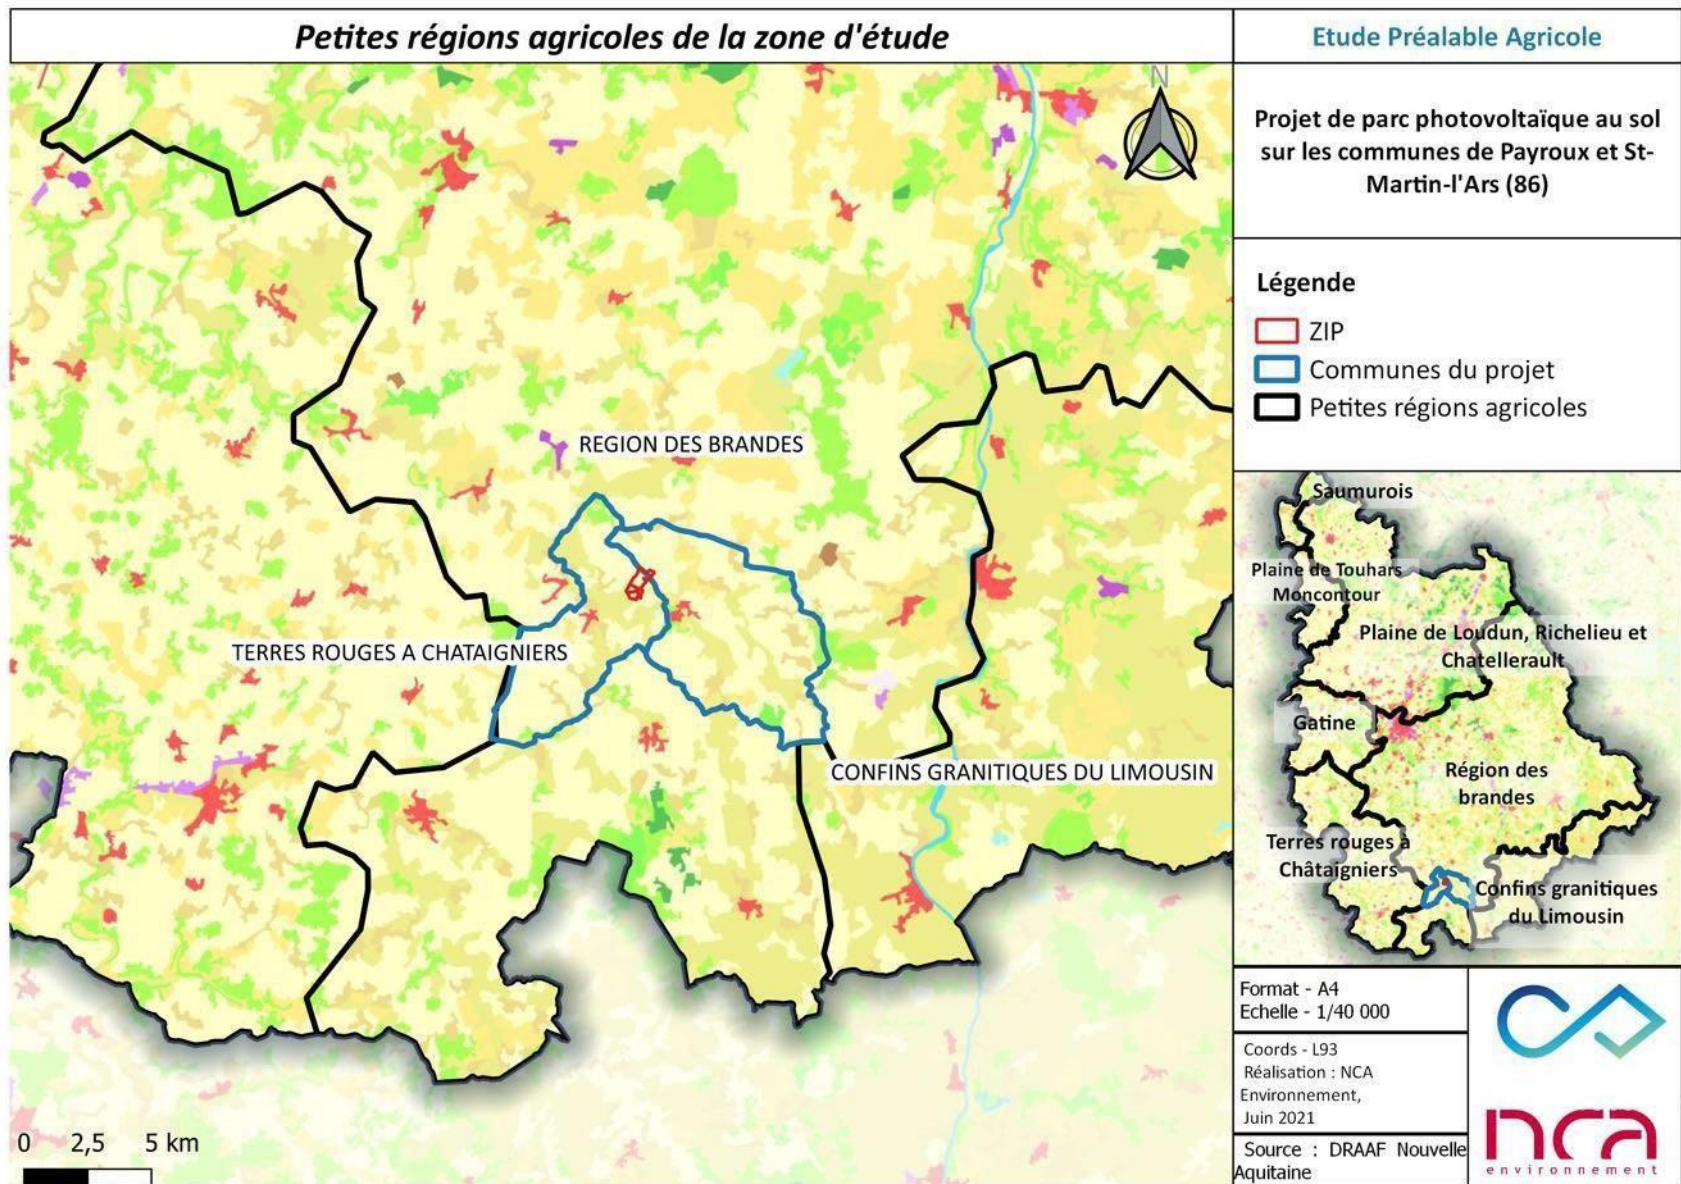 Petites régions agricoles de la zone d'étude
Etude Préalable Agricole
N
Projet de parc photovoltaïque au sol
sur les communes de Payroux et St-
Martin-l'Ars (86)
Légende
ZIP
Communes du projet
Petites régions agricoles
REGION DES BRANDES
TERRES ROUGES A CHATAIGNIERS
CONFINS GRANITIQUES DU LIMOUSIN
Saumurois
Plaine de Touhars
Moncontour
Plaine de Loudun, Richelieu et
Chatellerault
Gatine
Région des
brandes
Terres rouges à
Châtaigniers
Confins granitiques
du Limousin
0 2,5 5 km
Format - A4
Echelle - 1/40 000
Coords - L93
Réalisation : NCA
Environnement,
Juin 2021
Source : DRAAF Nouvelle
Aquitaine
nca
environnement